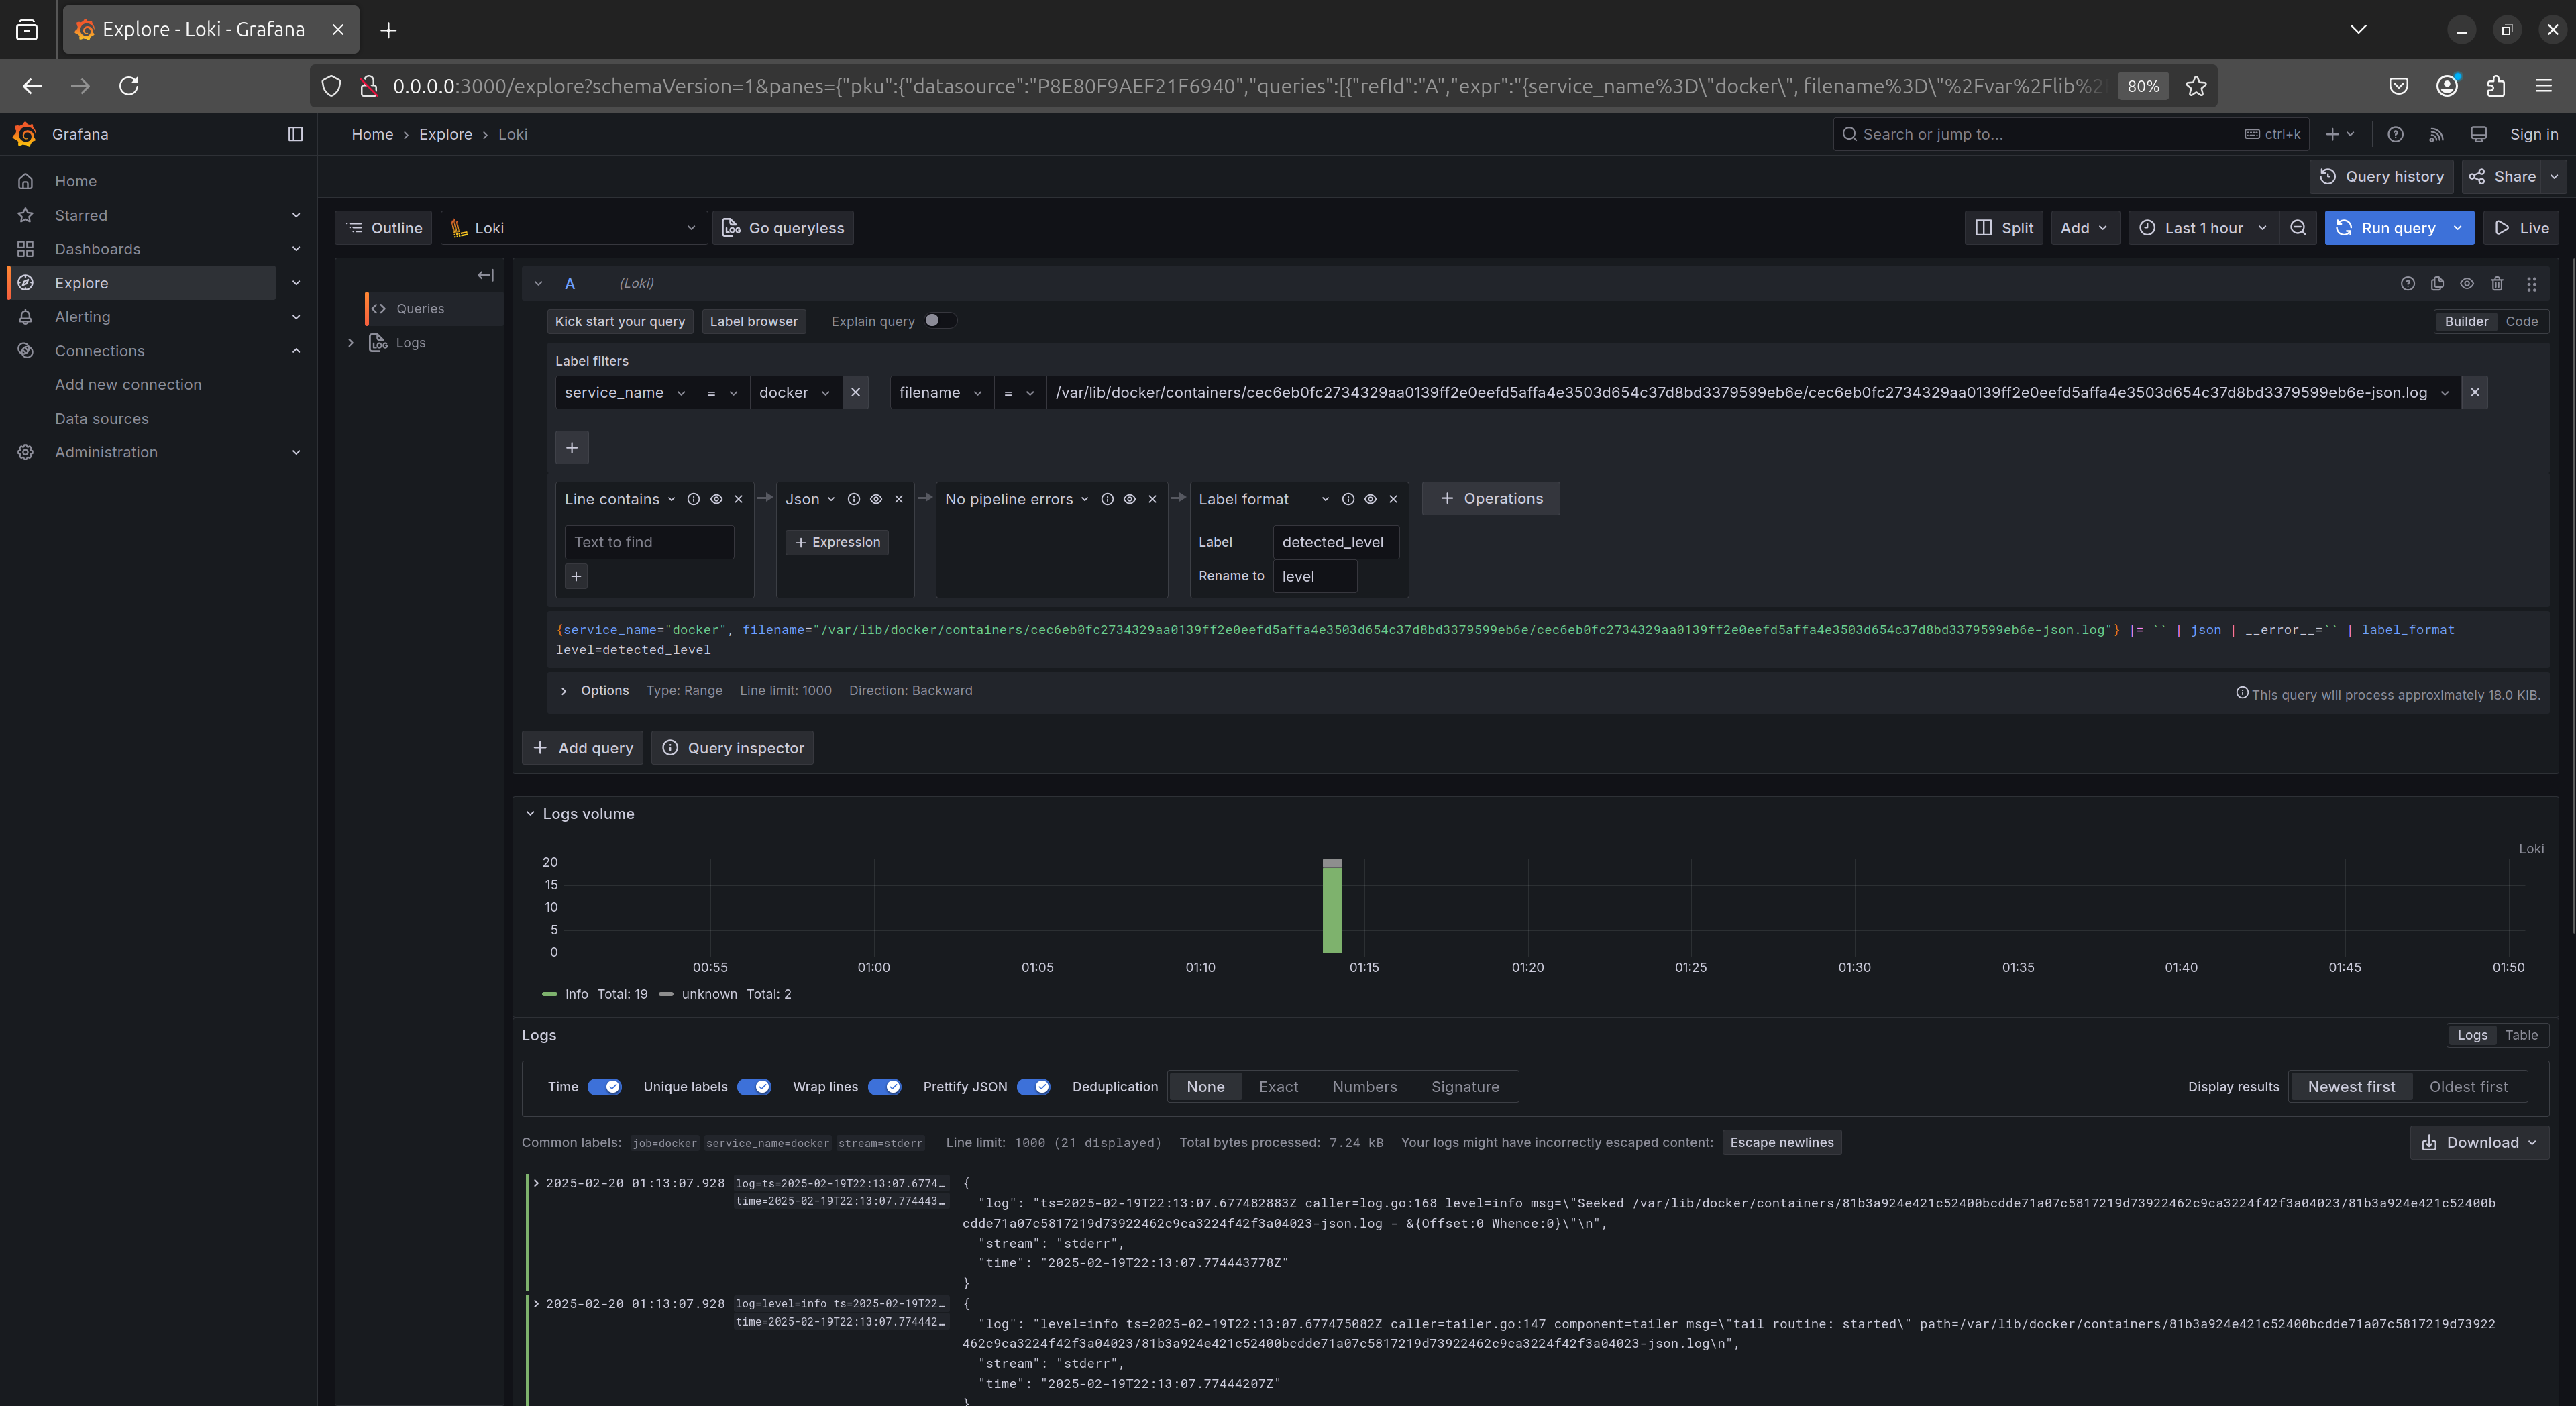 Explore - Loki - Grafana
0.0.0.0:3000/explore?schemaVersion=1&panes={"pku":{"datasource":"P8E80F9AEF21F6940","queries":[{"refId":"A","expr":"{service_name%3D\"docker\", filename%3D\"%2Fvar%2Flib%2
80%
Grafana
Home › Explore › Loki
Search or jump to...
ctrl+k
Sign in
Query history
Share
Home
Starred
Dashboards
Explore
Alerting
Connections
Add new connection
Data sources
Administration
Outline
Loki
Go queryless
Split
Add
Last 1 hour
Run query
Live
Queries
Logs
A (Loki)
Kick start your query
Label browser
Explain query
Builder
Code
Label filters
service_name = docker filename = /var/lib/docker/containers/cec6eb0fc2734329aa0139ff2e0eefd5affa4e3503d654c37d8bd3379599eb6e/cec6eb0fc2734329aa0139ff2e0eefd5affa4e3503d654c37d8bd3379599eb6e-json.log
Line contains
Json
No pipeline errors
Label format
Operations
Text to find
Expression
Label detected_level
Rename to level
{service_name="docker", filename="/var/lib/docker/containers/cec6eb0fc2734329aa0139ff2e0eefd5affa4e3503d654c37d8bd3379599eb6e/cec6eb0fc2734329aa0139ff2e0eefd5affa4e3503d654c37d8bd3379599eb6e-json.log"} |= `` | json | __error__=`` | label_format
level=detected_level
Options Type: Range Line limit: 1000 Direction: Backward
This query will process approximately 18.0 KiB.
Add query
Query inspector
Logs volume
Loki
20
15
10
5
0
00:55 01:00 01:05 01:10 01:15 01:20 01:25 01:30 01:35 01:40 01:45 01:50
info Total: 19 unknown Total: 2
Logs
Logs Table
Time Unique labels Wrap lines Prettify JSON Deduplication None Exact Numbers Signature
Display results Newest first Oldest first
Common labels: job=docker service_name=docker stream=stderr Line limit: 1000 (21 displayed) Total bytes processed: 7.24 kB Your logs might have incorrectly escaped content: Escape newlines
Download
2025-02-20 01:13:07.928 log=ts=2025-02-19T22:13:07.6774… {
time=2025-02-19T22:13:07.774443…
"log": "ts=2025-02-19T22:13:07.677482883Z caller=log.go:168 level=info msg=\"Seeked /var/lib/docker/containers/81b3a924e421c52400bcdde71a07c5817219d73922462c9ca3224f42f3a04023/81b3a924e421c52400b
cdde71a07c5817219d73922462c9ca3224f42f3a04023-json.log - &{Offset:0 Whence:0}\"\n",
"stream": "stderr",
"time": "2025-02-19T22:13:07.774443778Z"
}
2025-02-20 01:13:07.928 log=level=info ts=2025-02-19T22… {
time=2025-02-19T22:13:07.774442…
"log": "level=info ts=2025-02-19T22:13:07.677475082Z caller=tailer.go:147 component=tailer msg=\"tail routine: started\" path=/var/lib/docker/containers/81b3a924e421c52400bcdde71a07c5817219d73922
462c9ca3224f42f3a04023/81b3a924e421c52400bcdde71a07c5817219d73922462c9ca3224f42f3a04023-json.log\n",
"stream": "stderr",
"time": "2025-02-19T22:13:07.77444207Z"
}